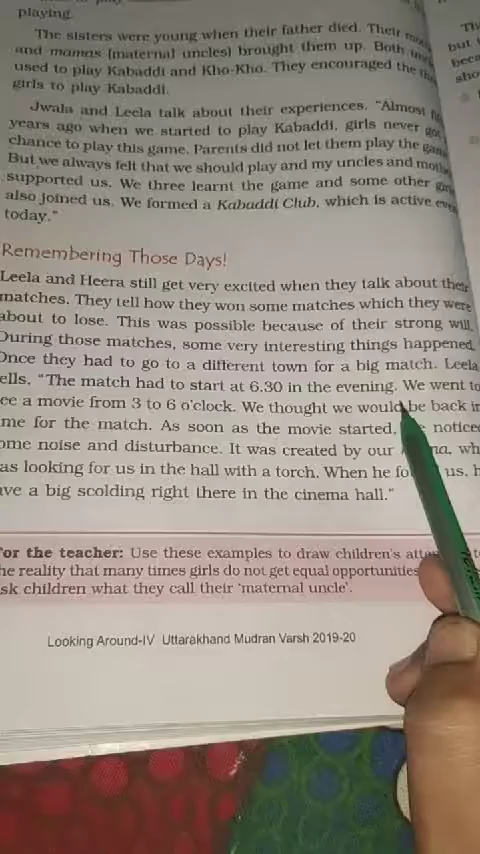 playing.
The sisters were young when their father died. Their
and mamas (maternal uncles) brought them up. Both
used to play Kabaddi and Kho-Kho. They encouraged the
girls to play Kabaddi.
Jwala and Leela talk about their experiences. "Almost
years ago when we started to play Kabaddi, girls never got
chance to play this game. Parents did not let them play the game
But we always felt that we should play and my uncles and
supported us. We three learnt the game and some other
also joined us. We formed a Kabaddi Club, which is active
today."
Remembering Those Days!
Leela and Heera still get very excited when they talk about their
matches. They tell how they won some matches which they were
about to lose. This was possible because of their strong will.
During those matches, some very interesting things happened.
Once they had to go to a different town for a big match. Leela
ells, "The match had to start at 6.30 in the evening. We went to
ee a movie from 3 to 6 o'clock. We thought we would be back in
me for the match. As soon as the movie started, notice
ome noise and disturbance. It was created by our wh
as looking for us in the hall with a torch. When he us, h
ave a big scolding right there in the cinema hall."
or the teacher: Use these examples to draw children's
he reality that many times girls do not get equal opportunities
sk children what they call their 'maternal uncle'.
Looking Around-IV Uttarakhand Mudran Varsh 2019-20
but